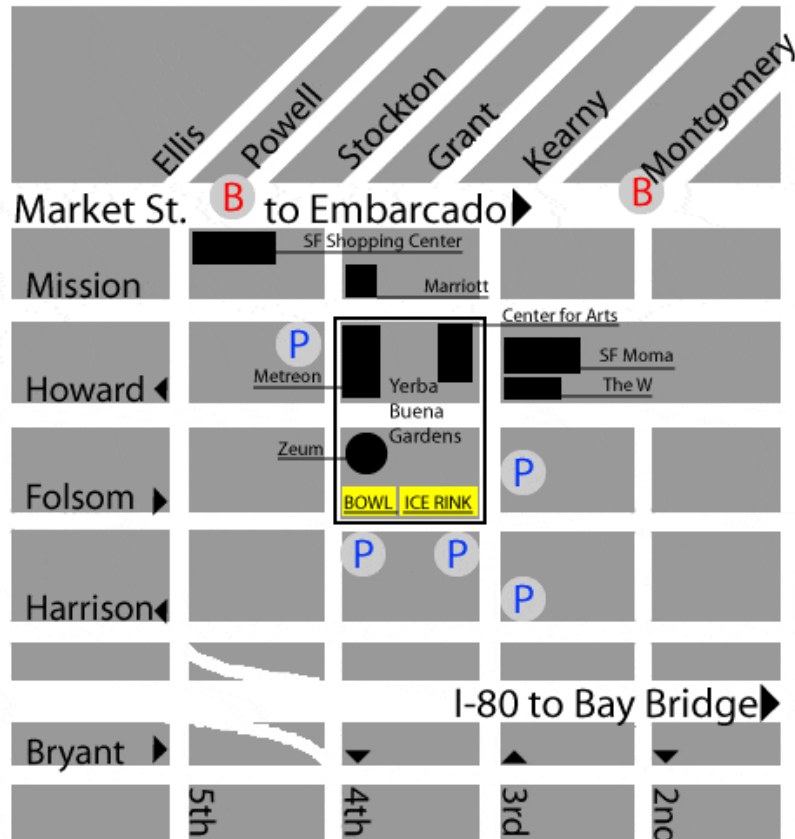 Ellis
Powell
Stockton
Grant
Kearny
Montgomery
B
B
Market St.
to Embarcado
SF Shopping Center
Mission
Marriott
Center for Arts
P
SF Moma
Metreon
The W
Howard
Yerba
Buena
Gardens
Zeum
P
Folsom
BOWL
ICE RINK
P
P
P
Harrison
I-80 to Bay Bridge
Bryant
5th
4th
3rd
2nd